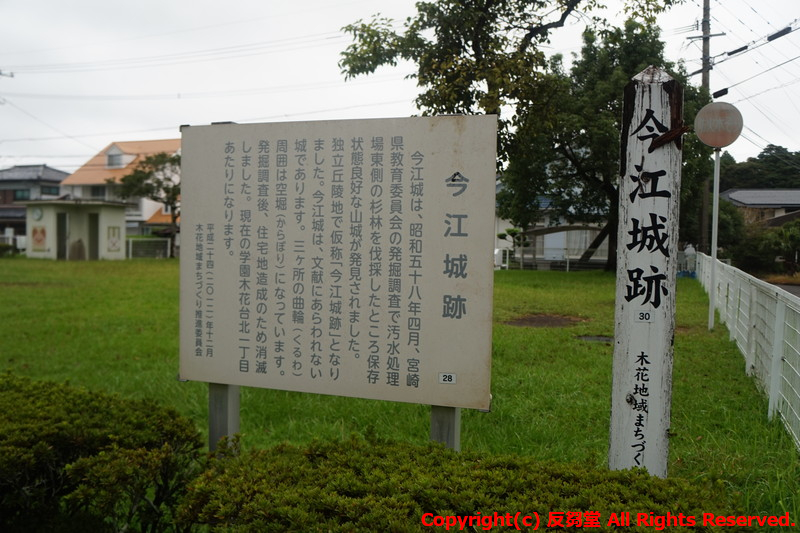 今江城跡
今江城は、昭和五十八年四月、宮崎
県教育委員会の発掘調査で汚水処理
場東側の杉林を伐採したところ保存
状態良好な山城が発見されました。
独立丘陵地で仮称「今江城跡」となり
ました。今江城は、文献にあらわれない
城であります。三ヶ所の曲輪(くるわ)
周囲は空堀(からぼり)になっています。
発掘調査後、住宅地造成のため消滅
しました。現在の学園木花台北一丁目
あたりになります。
平成二十四(二〇一二)年十二月
木花地域まちづくり推進委員会
28
今江城跡
30
木花地域まちづく
Copyright(c) 反芻堂 All Rights Reserved.